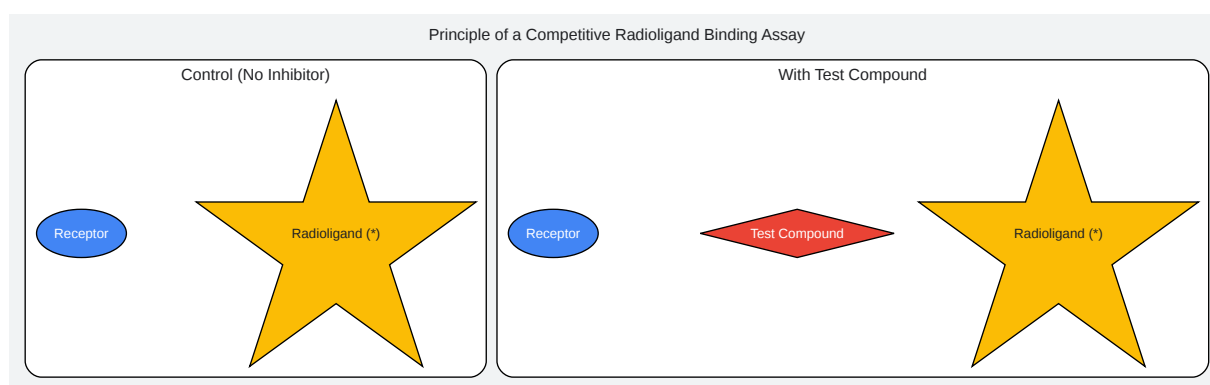 Principle of a Competitive Radioligand Binding Assay
Control (No Inhibitor)
Receptor
Radioligand (*)
With Test Compound
Receptor
Test Compound
Radioligand (*)